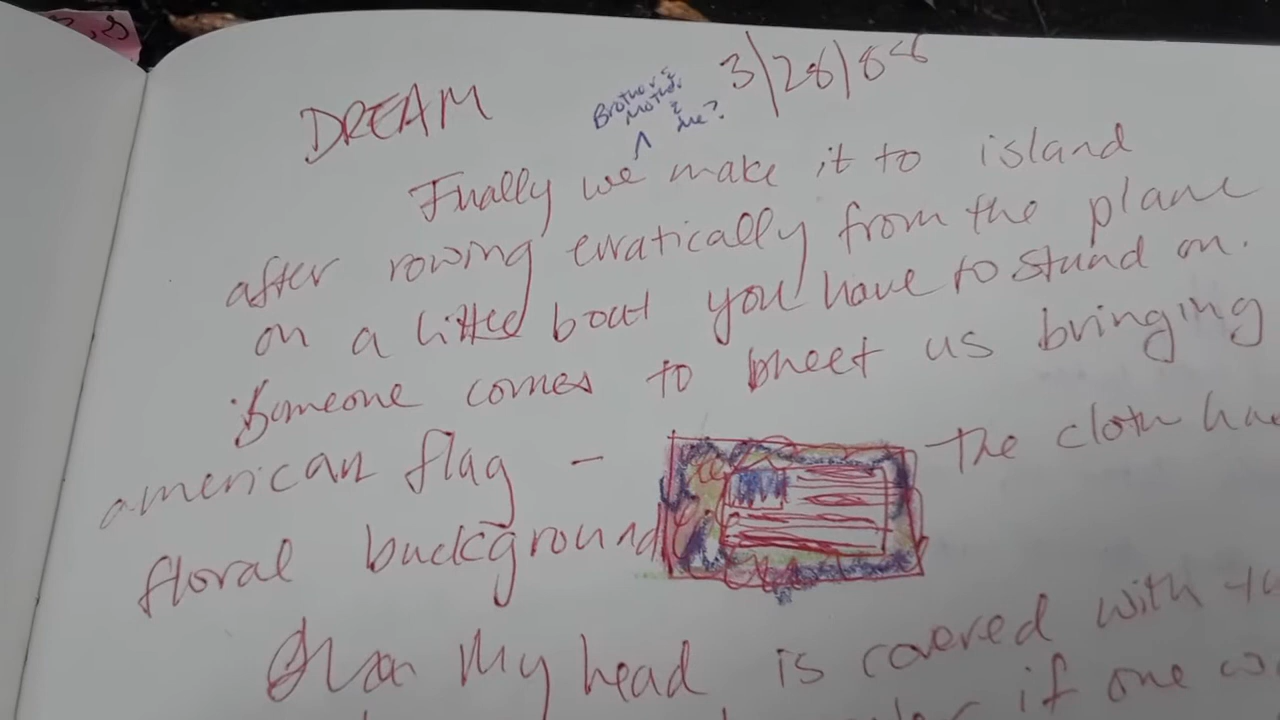 DREAM
3/28/88
Brother &
Mother &
me?
Finally we make it to island
after rowing erratically from the plane
on a little boat you have to stand on.
Someone comes to meet us bringing
american flag - The cloth ha
floral background
My head is covered with
if one